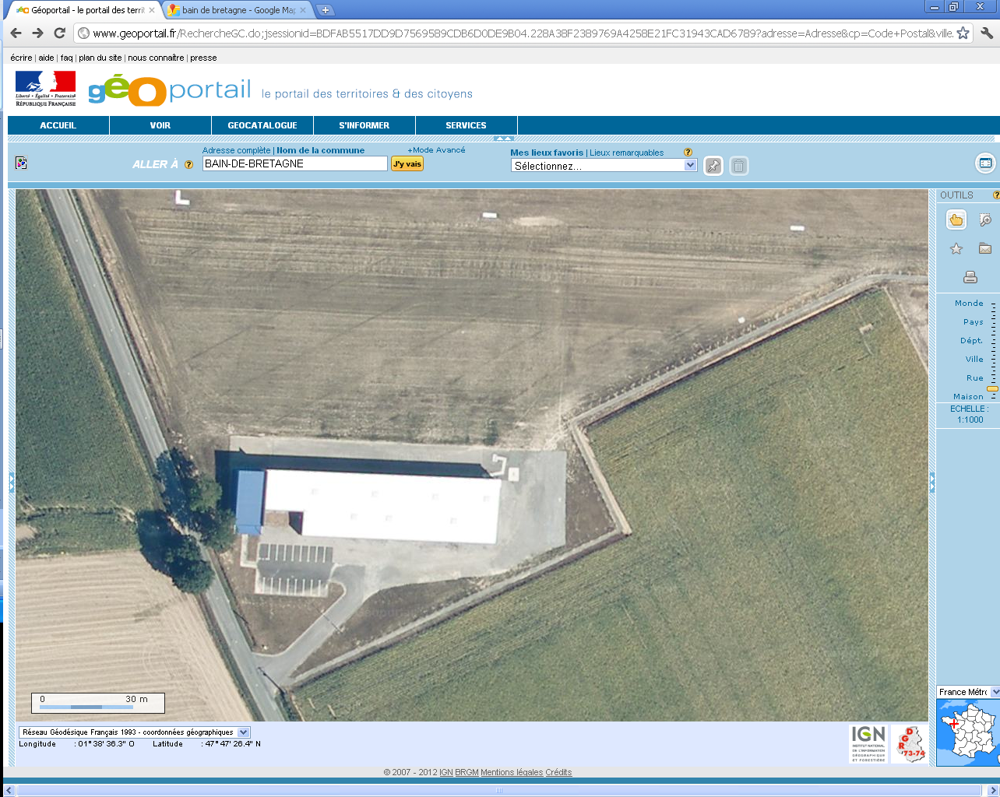 Géoportail - le portail des territ
bain de bretagne - Google Map
www.geoportail.fr/RechercheGC.do;jsessionid=BDFAB5517DD9D7569589CDB6D0DE9B04.228A38F2389769A4258E21FC31943CAD6789?adresse=Adresse&cp=Code+Postal&ville.
écrire | aide | faq | plan du site | nous connaître | presse
Liberté • Égalité • Fraternité
RÉPUBLIQUE FRANÇAISE
géoportail le portail des territoires & des citoyens
ACCUEIL VOIR GEOCATALOGUE S'INFORMER SERVICES
Adresse complète | Nom de la commune +Mode Avancé
Mes lieux favoris | Lieux remarquables ?
ALLER À ? BAIN-DE-BRETAGNE J'y vais
Sélectionnez...
OUTILS ?
Monde
Pays
Dépt.
Ville
Rue
Maison
ECHELLE :
1:1000
0 30 m
France Métro
Réseau Géodésique Français 1993 - coordonnées géographiques
Longitude : 01° 38' 36.3" O Latitude : 47° 47' 26.4" N
IGN
INSTITUT NATIONAL
DE L'INFORMATION
GÉOGRAPHIQUE
ET FORESTIÈRE
DGR
'73-74
© 2007 - 2012 IGN BRGM Mentions légales Crédits